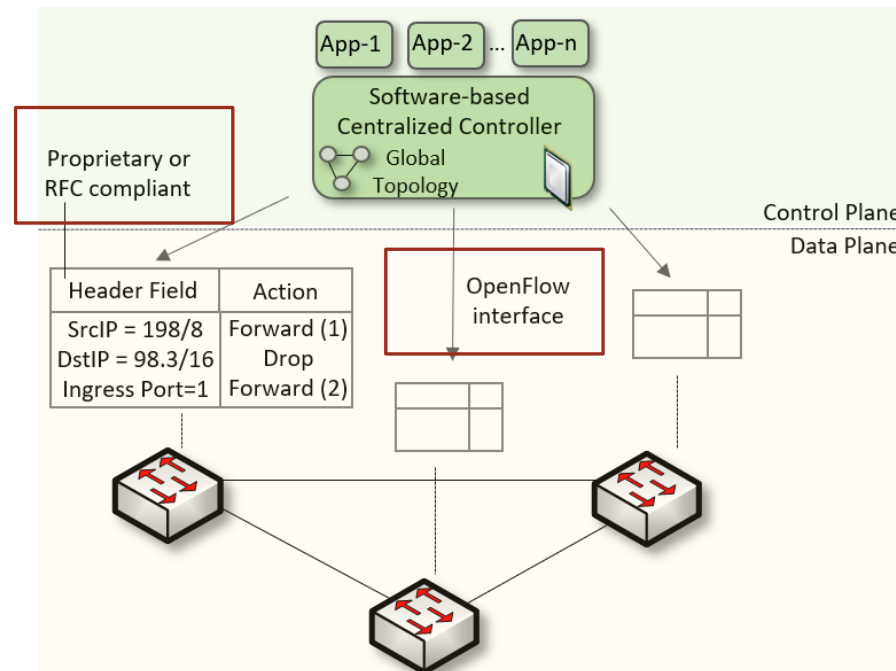 App-1 App-2 ... App-n
Software-based
Centralized Controller
Global
Topology
Proprietary or
RFC compliant
Control Plane
Data Plane
Header Field Action
SrcIP = 198/8 Forward (1)
DstIP = 98.3/16 Drop
Ingress Port=1 Forward (2)
OpenFlow
interface